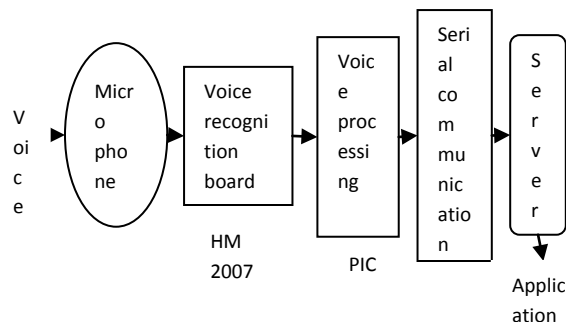 V
oic
e
Micr
o
pho
ne
Voice
recogni
tion
board
HM
2007
Voic
e
proc
essi
ng
PIC
Seri
al
co
m
mu
nic
atio
n
S
e
r
v
e
r
Applic
ation